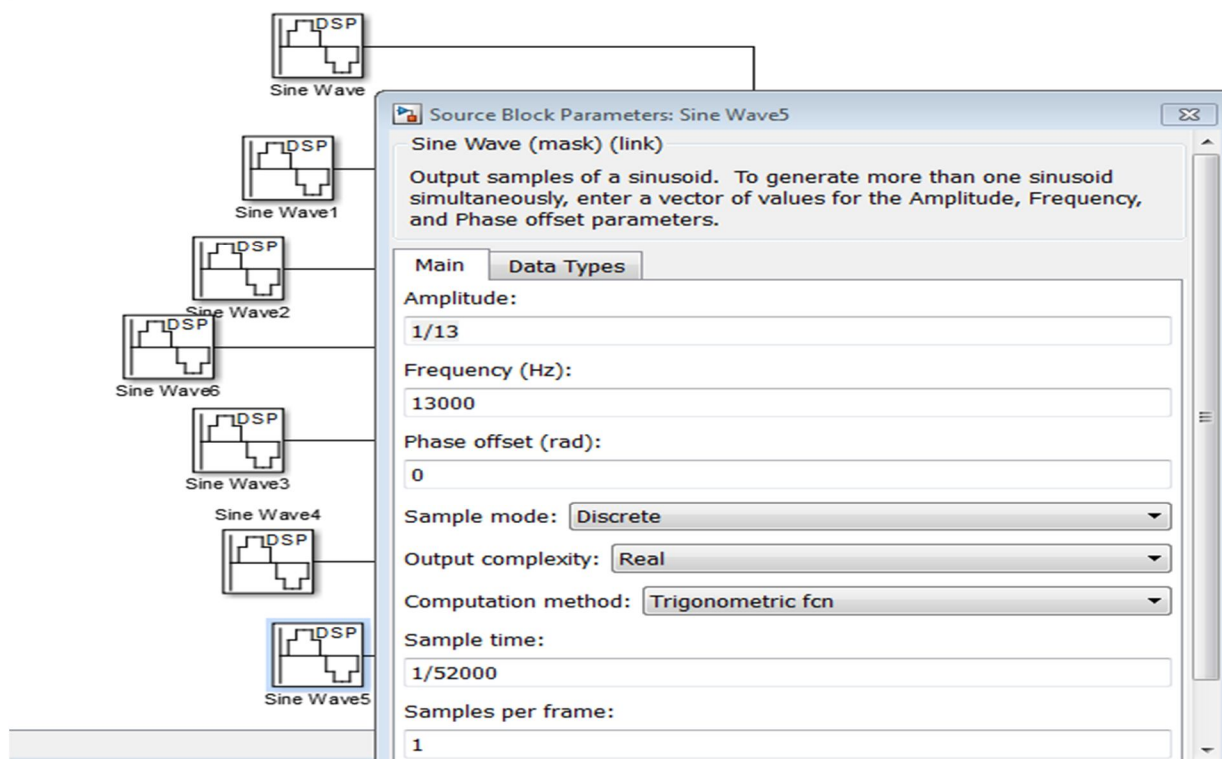 DSP
Sine Wave
DSP
Sine Wave1
DSP
Sine Wave2
DSP
Sine Wave6
DSP
Sine Wave3
Sine Wave4
DSP
DSP
Sine Wave5
Source Block Parameters: Sine Wave5
Sine Wave (mask) (link)
Output samples of a sinusoid. To generate more than one sinusoid
simultaneously, enter a vector of values for the Amplitude, Frequency,
and Phase offset parameters.
Main
Data Types
Amplitude:
1/13
Frequency (Hz):
13000
Phase offset (rad):
0
Sample mode: Discrete
Output complexity: Real
Computation method: Trigonometric fcn
Sample time:
1/52000
Samples per frame:
1